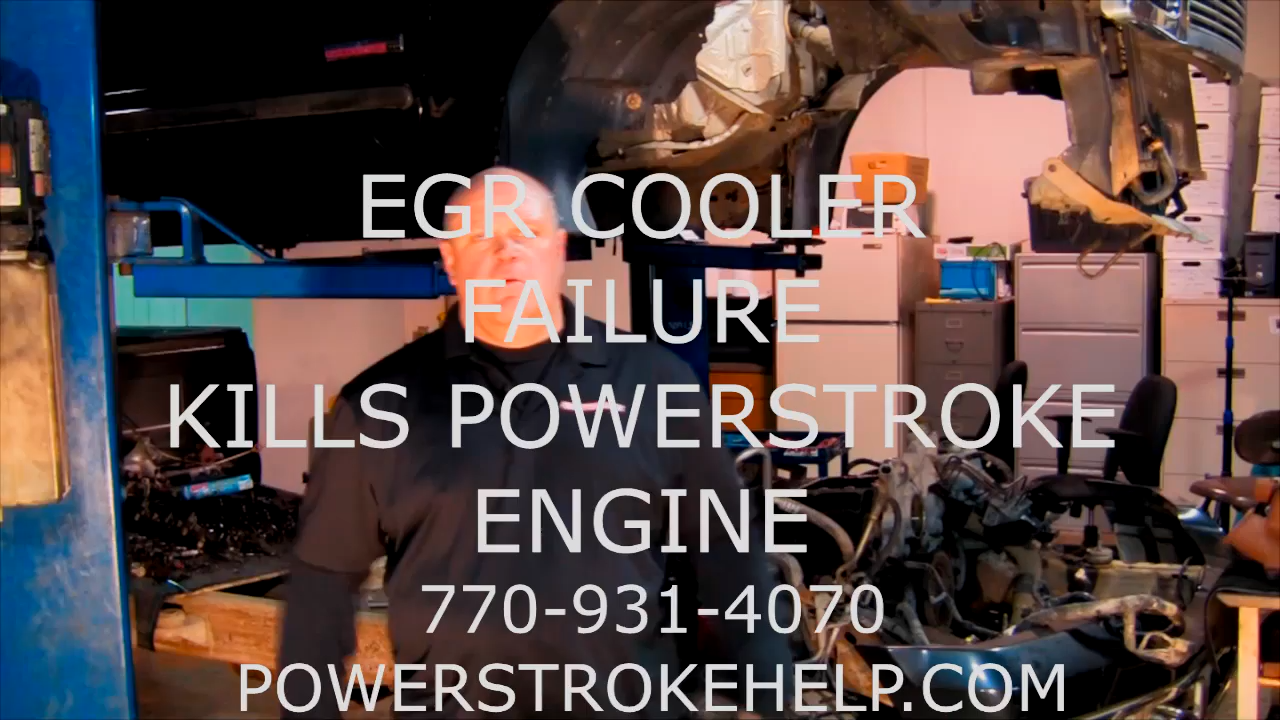 EGR COOLER
FAILURE
KILLS POWERSTROKE
ENGINE
770-931-4070
POWERSTROKEHELP.COM